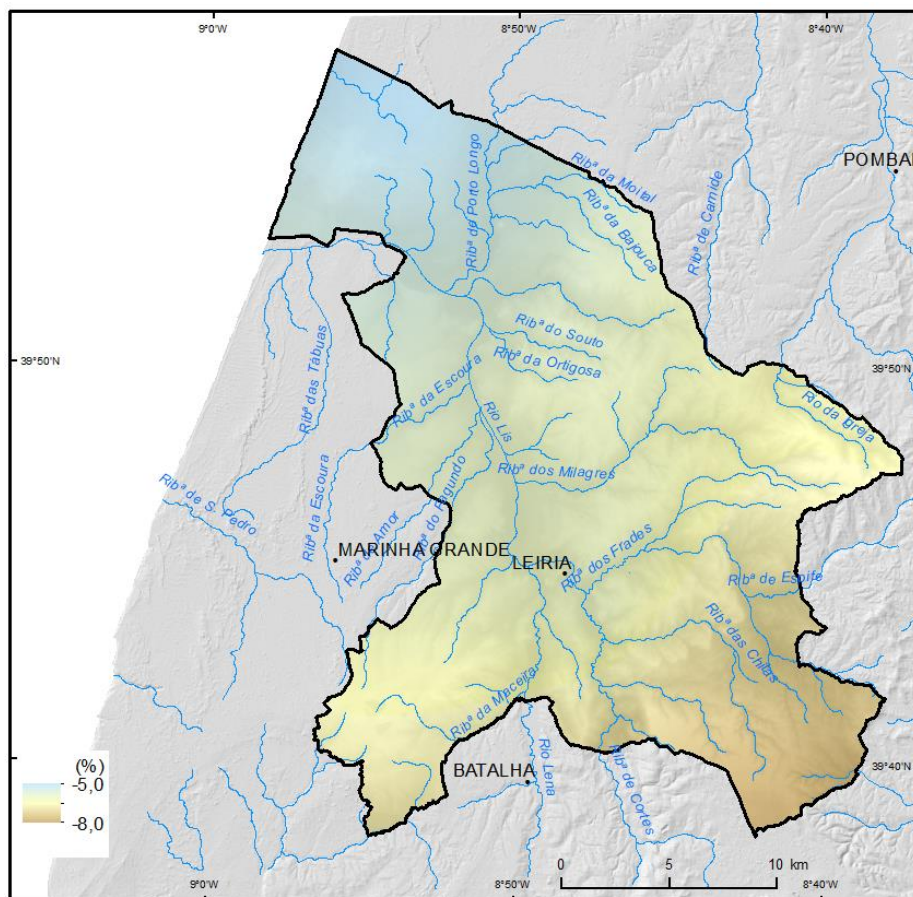 9°0'W
8°50'W
8°40'W
POMBAL
Ribª da Moital
Ribª da Bajouca
Ribª de Porto Longo
Ribª de Carnide
39°50'N
39°50'N
Ribª do Souto
Ribª da Ortigosa
Ribª das Tábuas
Ribª da Escoura
Rio da Igreja
Rio Lis
Ribª dos Milagres
Ribª de S. Pedro
Ribª da Escoura
Ribª de Amor
Ribª do Fagundo
MARINHA GRANDE
LEIRIA
Ribª dos Frades
Ribª de Espife
Ribª das Chitas
Ribª da Maceira
(%)
-5,0
-8,0
BATALHA
Rio Lena
Ribª de Cortes
39°40'N
0 5 10 km
9°0'W
8°50'W
8°40'W